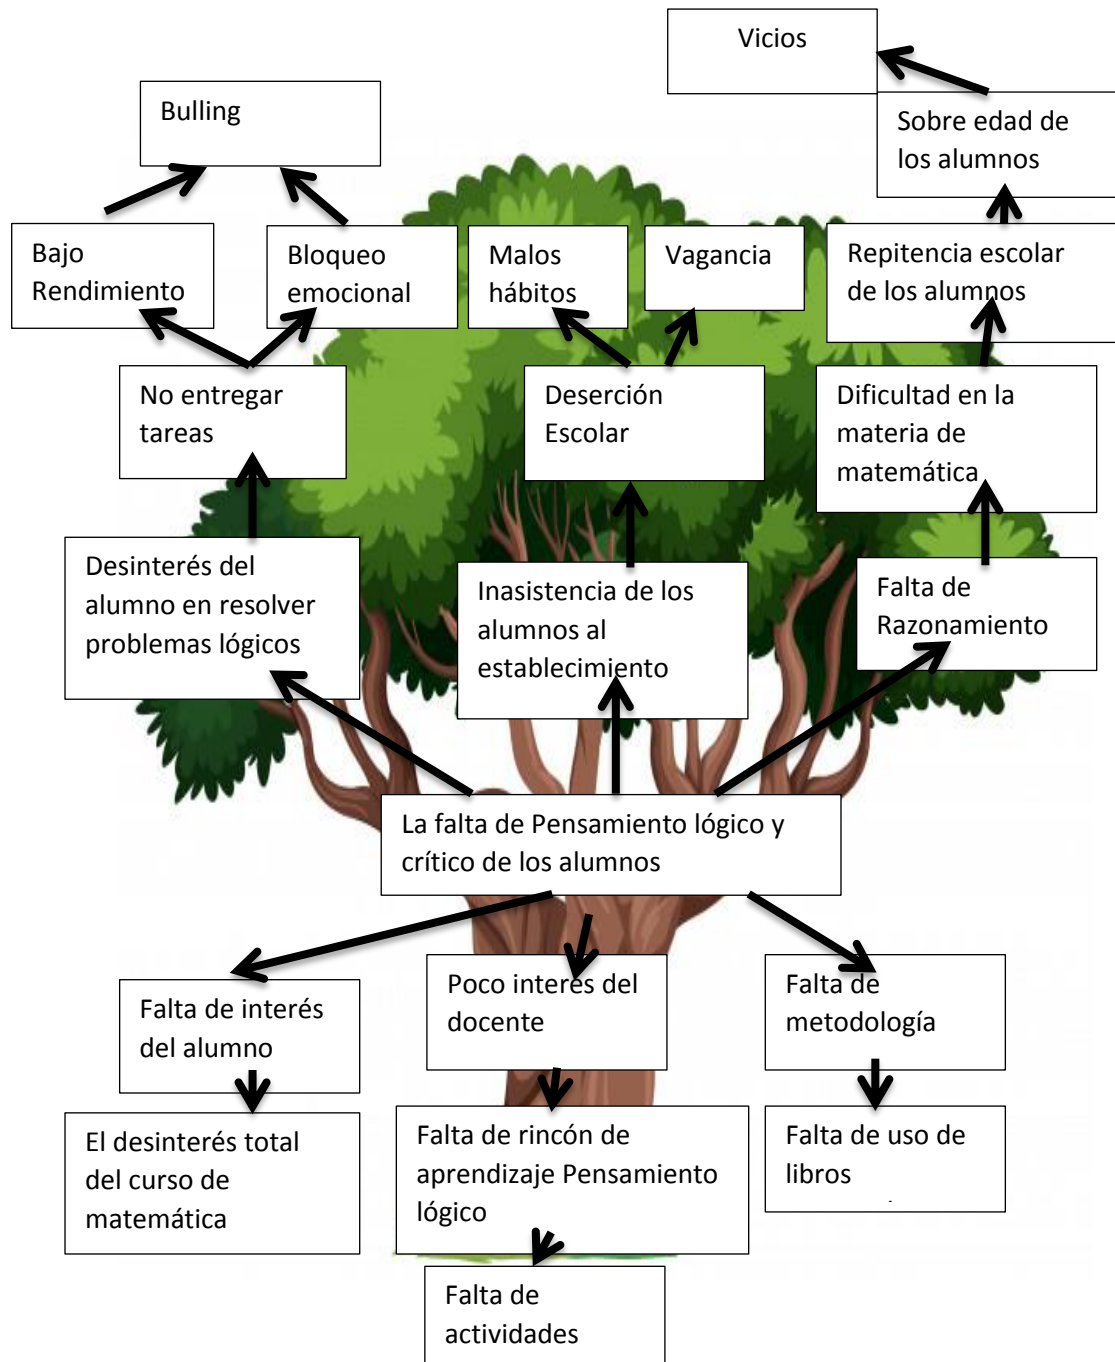 Vicios
Bulling
Sobre edad de
los alumnos
Bajo
Rendimiento
Bloqueo
emocional
Malos
hábitos
Vagancia
Repitencia escolar
de los alumnos
No entregar
tareas
Deserción
Escolar
Dificultad en la
materia de
matemática
Desinterés del
alumno en resolver
problemas lógicos
Inasistencia de los
alumnos al
establecimiento
Falta de
Razonamiento
La falta de Pensamiento lógico y
crítico de los alumnos
Falta de interés
del alumno
Poco interes del
docente
Falta de
metodología
El desinterés total
del curso de
matemática
Falta de rincón de
aprendizaje Pensamiento
lógico
Falta de uso de
libros
Falta de
actividades